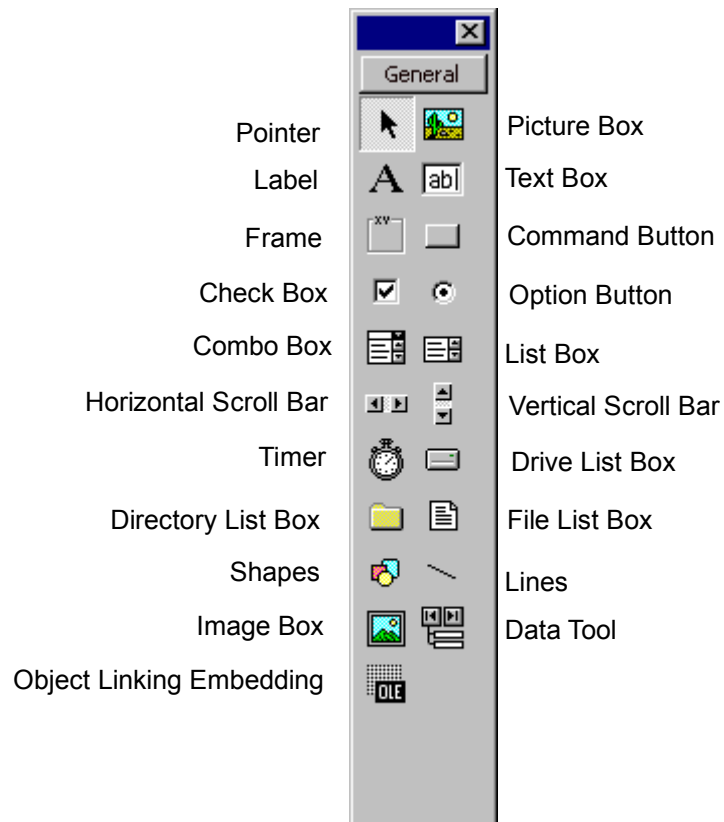 General
Pointer
Picture Box
Label
A
ab
Text Box
Frame
xv
Command Button
Check Box
Option Button
Combo Box
List Box
Horizontal Scroll Bar
Vertical Scroll Bar
Timer
Drive List Box
Directory List Box
File List Box
Shapes
Lines
Image Box
Data Tool
Object Linking Embedding
OLE